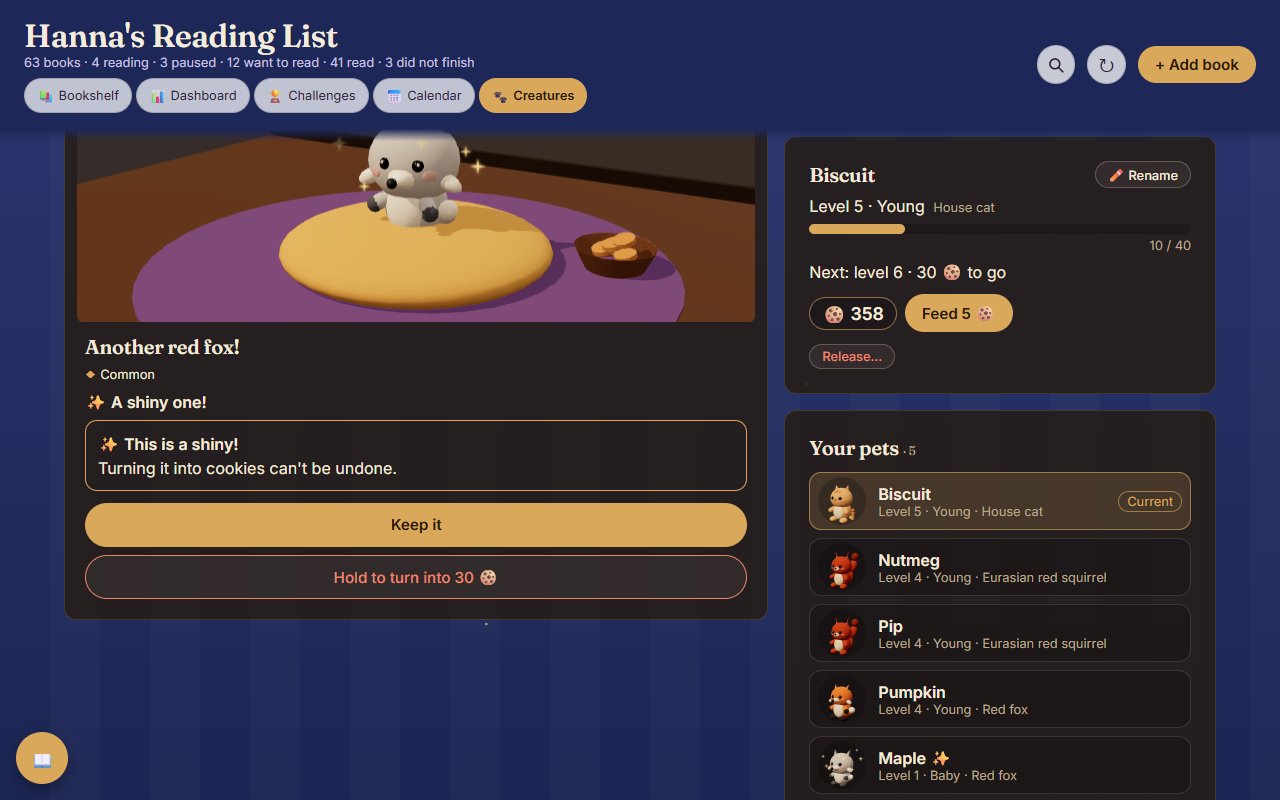 Hanna's Reading List
63 books · 4 reading · 3 paused · 12 want to read · 41 read · 3 did not finish
Bookshelf
Dashboard
Challenges
Calendar
Creatures
+ Add book
Another red fox!
Common
✨ A shiny one!
✨ This is a shiny!
Turning it into cookies can't be undone.
Keep it
Hold to turn into 30 🍪
Biscuit
Rename
Level 5 · Young House cat
10 / 40
Next: level 6 · 30 🍪 to go
🍪 358
Feed 5 🍪
Release...
Your pets · 5
Biscuit
Level 5 · Young · House cat
Current
Nutmeg
Level 4 · Young · Eurasian red squirrel
Pip
Level 4 · Young · Eurasian red squirrel
Pumpkin
Level 4 · Young · Red fox
Maple ✨
Level 1 · Baby · Red fox